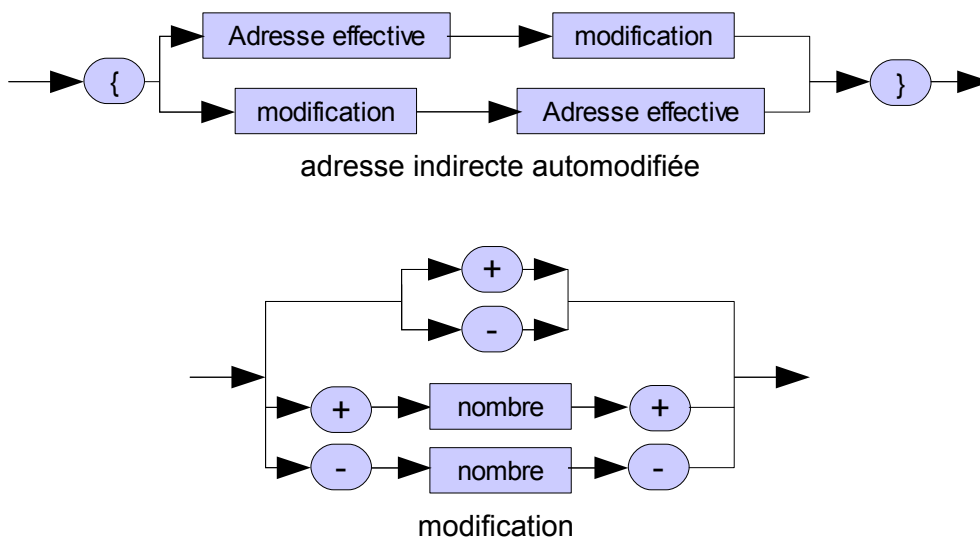 Adresse effective modification
{ }
modification Adresse effective
adresse indirecte automodifiée
+
-
+ nombre +
- nombre -
modification